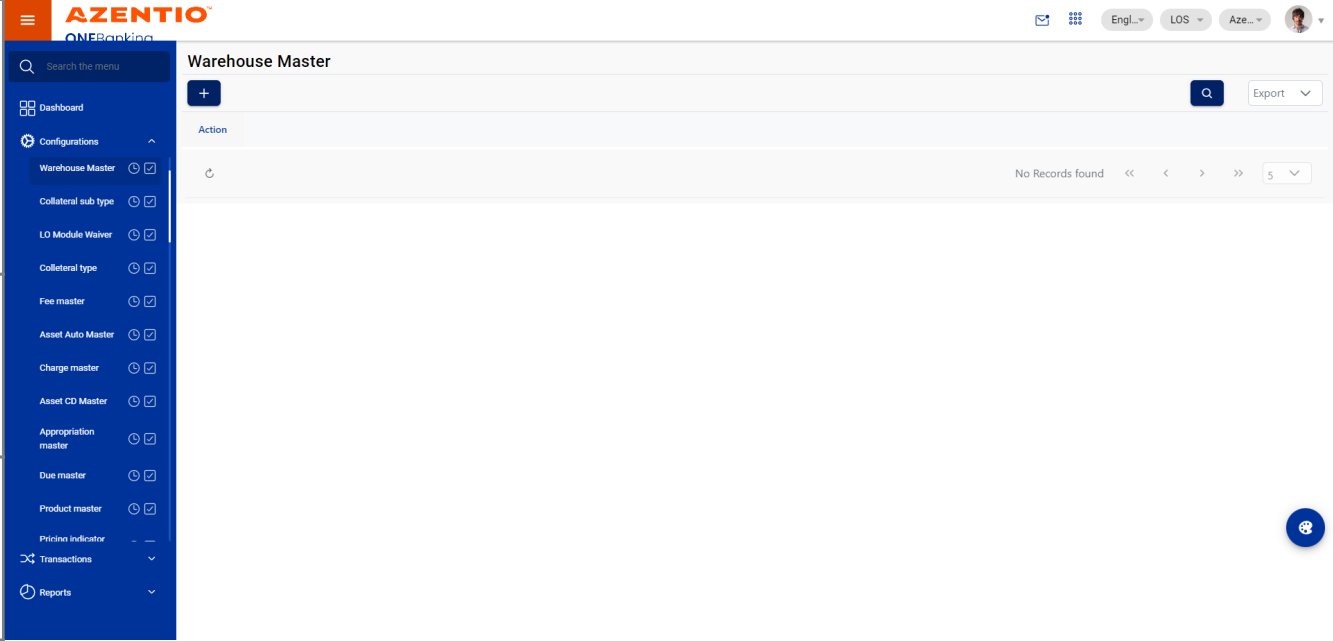 AZENTIO™
ONEBanking
Engl...
LOS
Aze...
Search the menu
Dashboard
Configurations
Warehouse Master
Collateral sub type
LO Module Waiver
Colleteral type
Fee master
Asset Auto Master
Charge master
Asset CD Master
Appropriation
master
Due master
Product master
Pricing indicator
Transactions
Reports
Warehouse Master
+
Export
Action
No Records found
5